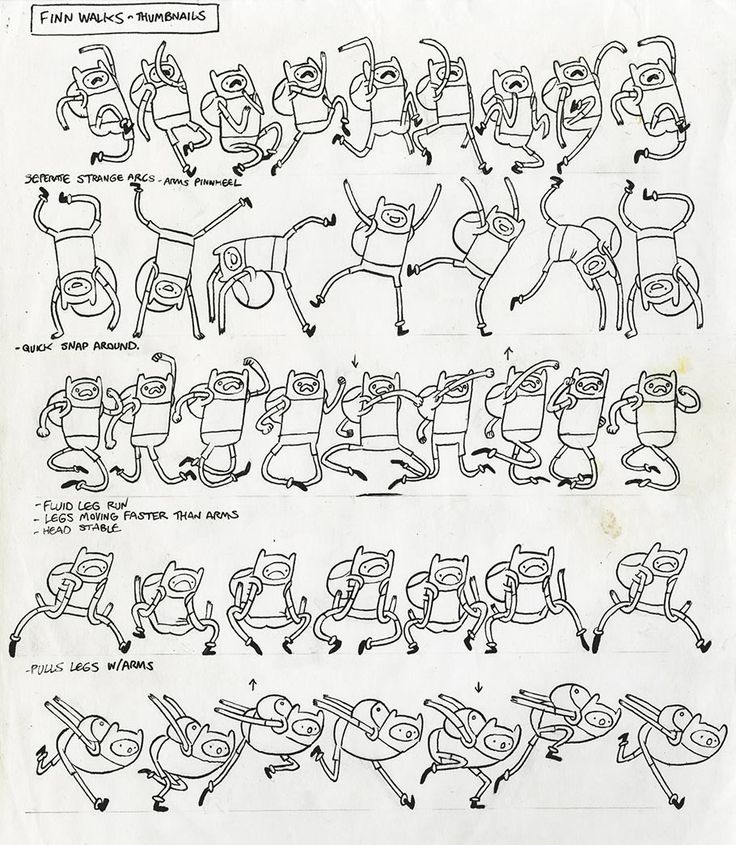 FINN WALKS ~ THUMBNAILS
SEPERATE STRANGE ARCS - ARMS PINWHEEL
- QUICK SNAP AROUND.
- FLUID LEG RUN
- LEGS MOVING FASTER THAN ARMS
- HEAD STABLE
- PULLS LEGS W/ARMS